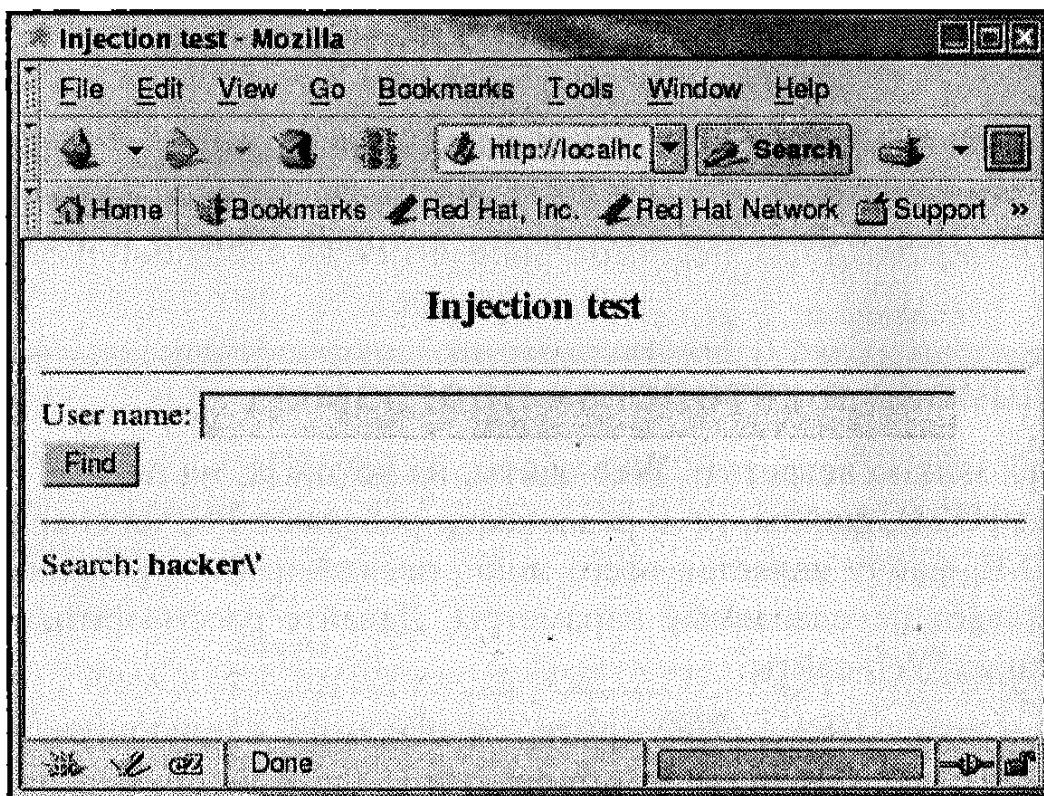 Injection test - Mozilla
File Edit View Go Bookmarks Tools Window Help
http://localhc Search
Home Bookmarks Red Hat, Inc. Red Hat Network Support »
Injection test
User name:
Find
Search: hacker\'
Done